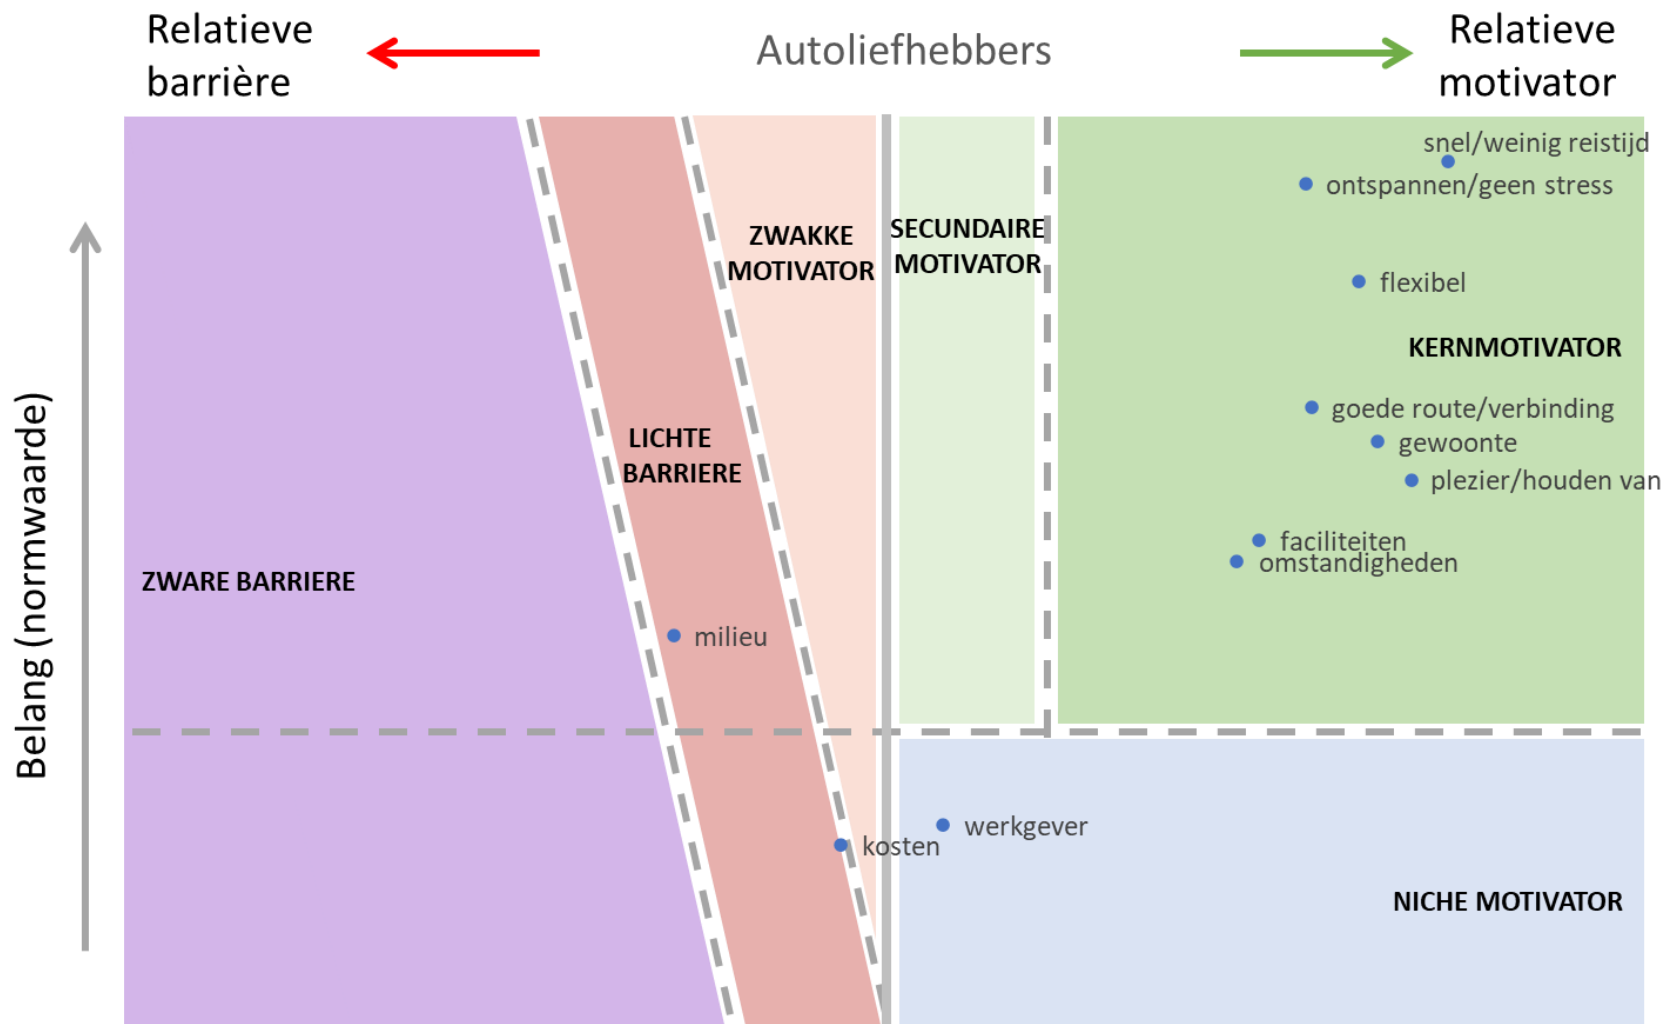 Relatieve
barrière
Autoliefhebbers
Relatieve
motivator
snel/weinig reistijd
ontspannen/geen stress
ZWAKKE
MOTIVATOR
SECUNDAIRE
MOTIVATOR
flexibel
KERNMOTIVATOR
goede route/verbinding
LICHTE
BARRIERE
gewoonte
plezier/houden van
faciliteiten
omstandigheden
ZWARE BARRIERE
milieu
Belang (normwaarde)
werkgever
kosten
NICHE MOTIVATOR